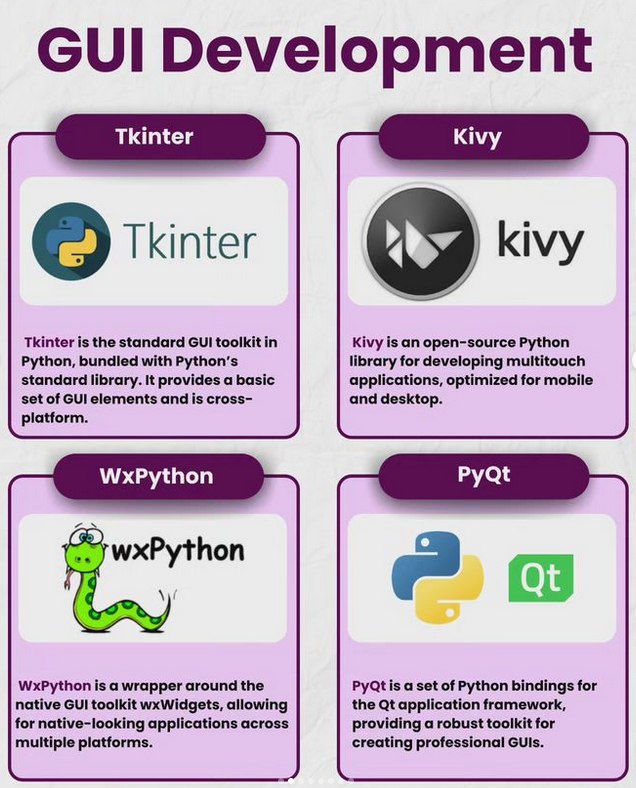 GUI Development
Tkinter
Tkinter
Tkinter is the standard GUI toolkit in
Python, bundled with Python's
standard library. It provides a basic
set of GUI elements and is cross-
platform.
Kivy
kivy
Kivy is an open-source Python
library for developing multitouch
applications, optimized for mobile
and desktop.
WxPython
wxPython
WxPython is a wrapper around the
native GUI toolkit wxWidgets, allowing
for native-looking applications across
multiple platforms.
PyQt
Qt
PyQt is a set of Python bindings for
the Qt application framework,
providing a robust toolkit for
creating professional GUIs.